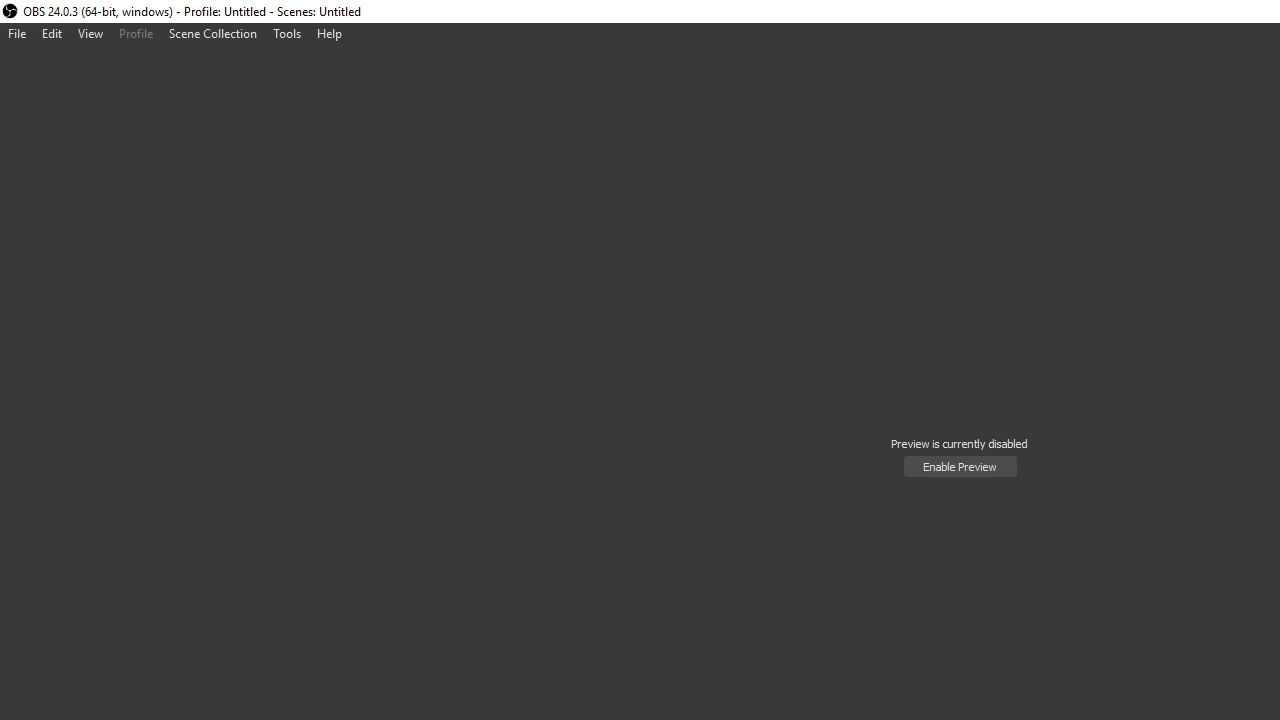 OBS 24.0.3 (64-bit, windows) - Profile: Untitled - Scenes: Untitled
File Edit View Profile Scene Collection Tools Help
Preview is currently disabled
Enable Preview